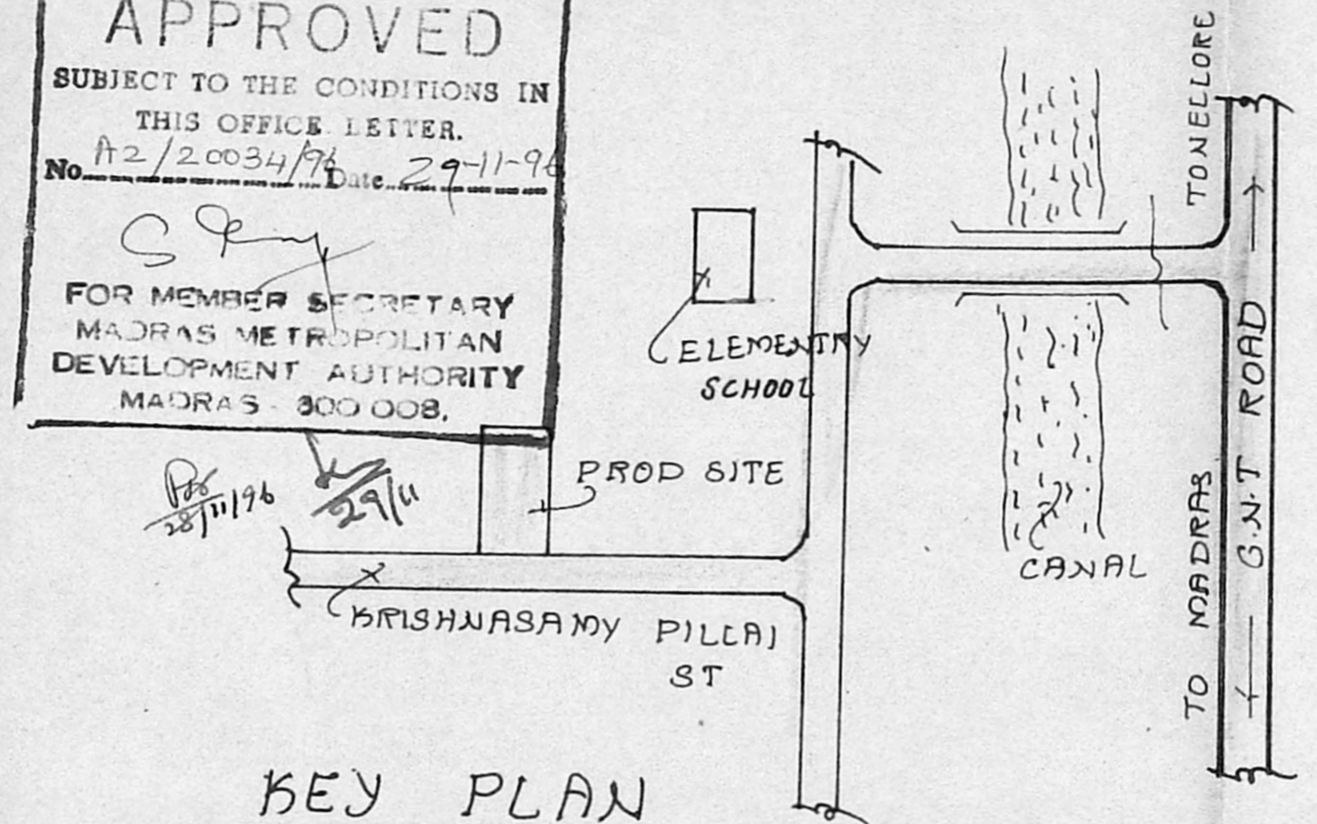 APPROVED
SUBJECT TO THE CONDITIONS IN
THIS OFFICE LETTER.
No. A2/20034/96 Date 29-11-96
FOR MEMBER SECRETARY
MADRAS METROPOLITAN
DEVELOPMENT AUTHORITY
MADRAS - 600 008.
28/11/96
29/11
PROD SITE
ELEMENTRY
SCHOOL
KRISHNASAMY PILLAI
ST
CANAL
TO NELLORE
G.N.T ROAD
TO MADRAS
KEY PLAN